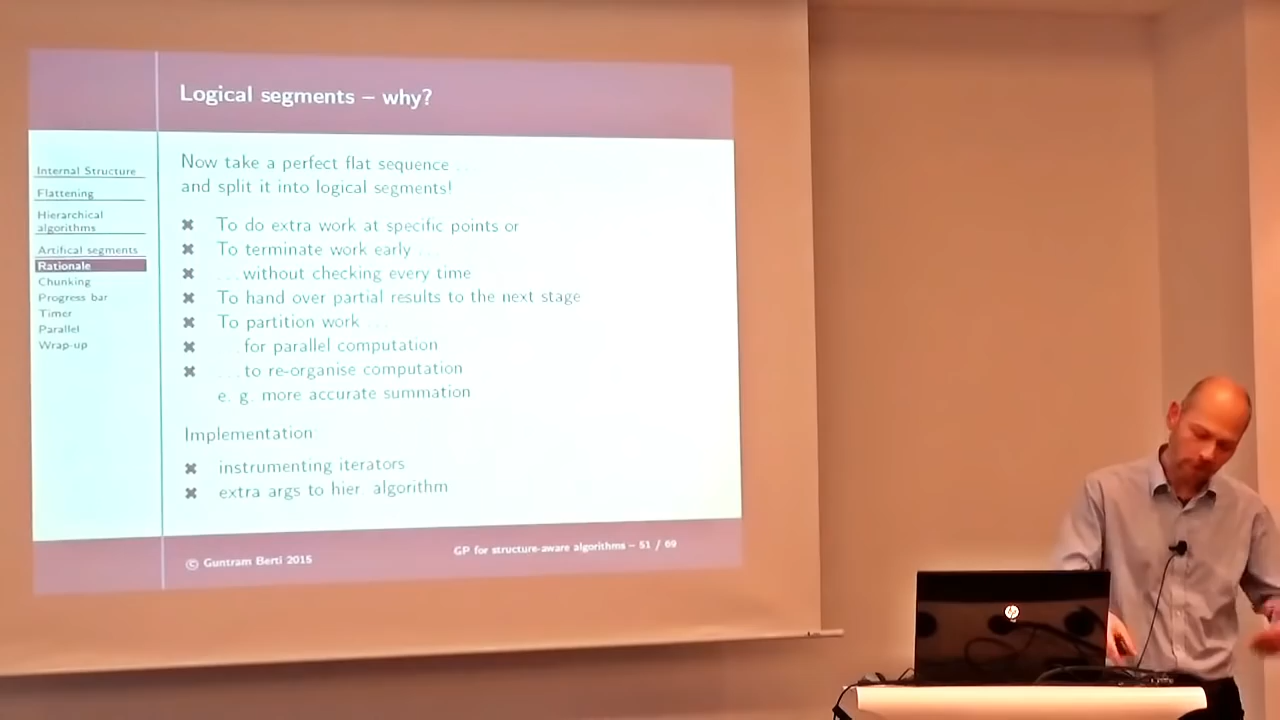 Logical segments – why?
Internal Structure
Flattening
Hierarchical
algorithms
Artifical segments
Rationale
Chunking
Progress bar
Timer
Parallel
Wrap-up
Now take a perfect flat sequence ...
and split it into logical segments!
✖ To do extra work at specific points or
✖ To terminate work early ...
✖ ... without checking every time
✖ To hand over partial results to the next stage
✖ To partition work ...
✖ ... for parallel computation
✖ ... to re-organise computation
e. g. more accurate summation
Implementation:
✖ instrumenting iterators
✖ extra args to hier. algorithm
© Guntram Berti 2015
GP for structure-aware algorithms – 51 / 69
hp